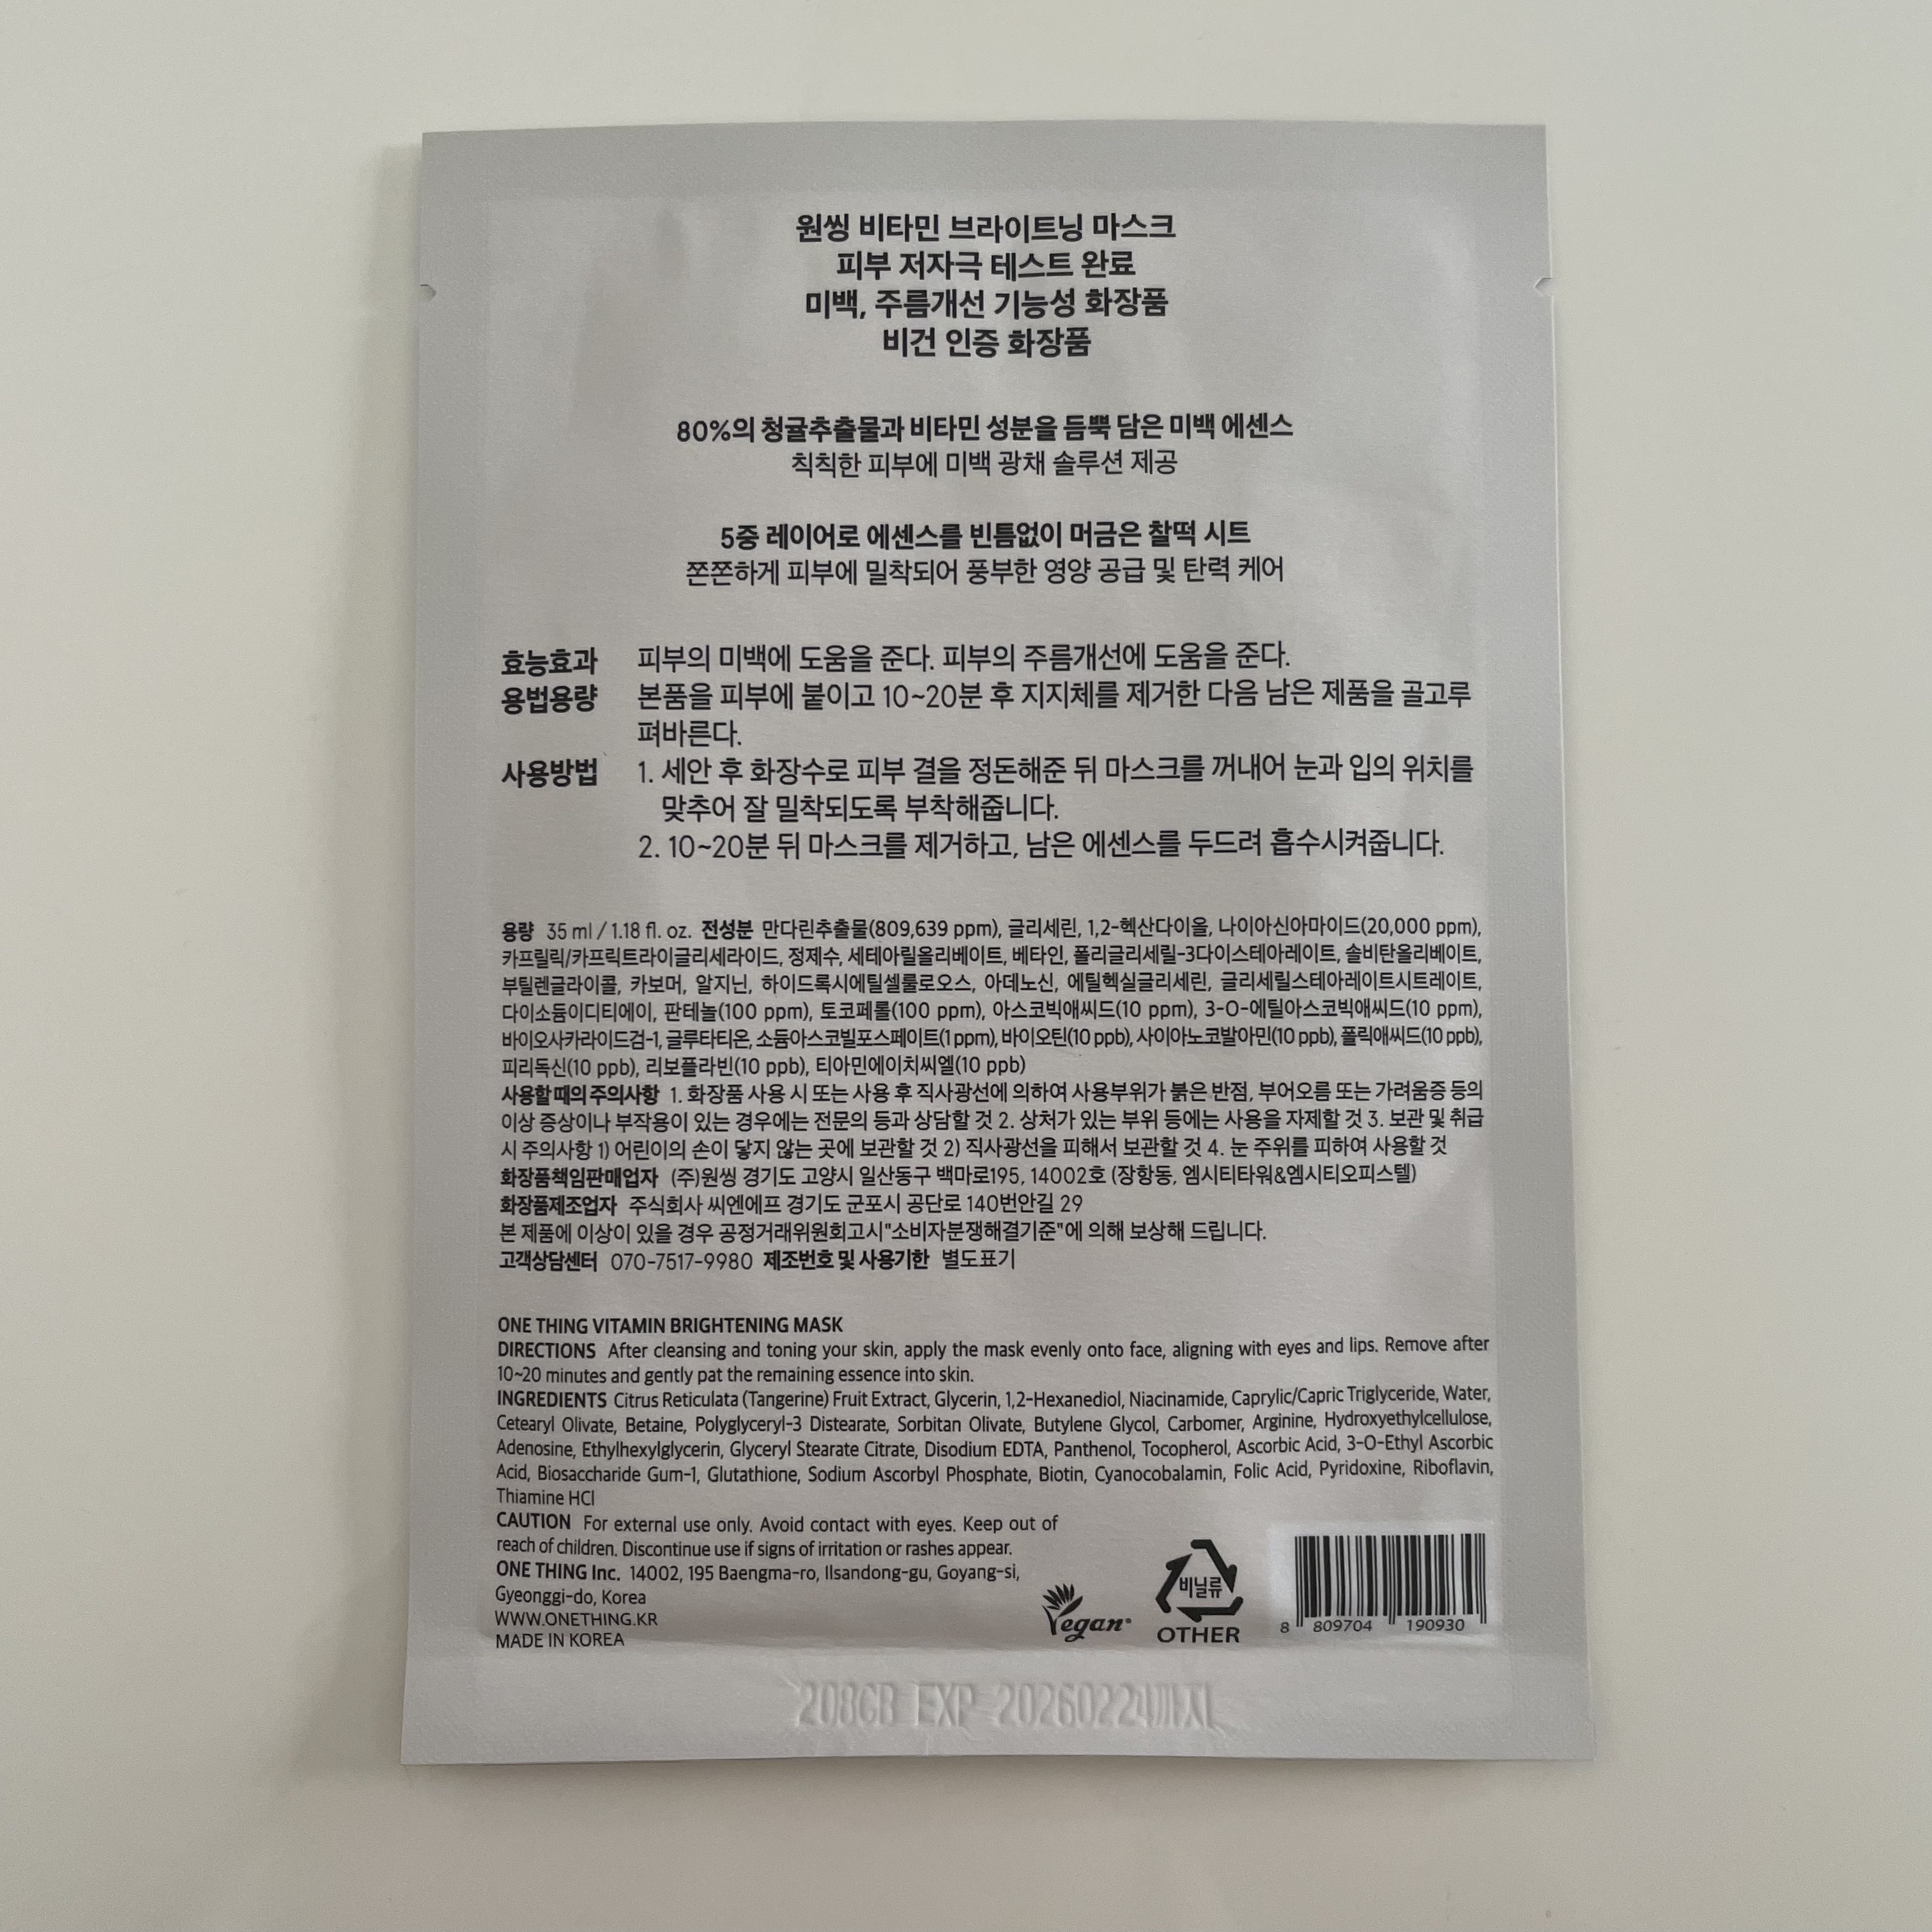 원씽 비타민 브라이트닝 마스크
피부 저자극 테스트 완료
미백, 주름개선 기능성 화장품
비건 인증 화장품
80%의 청귤추출물과 비타민 성분을 듬뿍 담은 미백 에센스
칙칙한 피부에 미백 광채 솔루션 제공
5중 레이어로 에센스를 빈틈없이 머금은 찰떡 시트
쫀쫀하게 피부에 밀착되어 풍부한 영양 공급 및 탄력 케어
효능효과 피부의 미백에 도움을 준다. 피부의 주름개선에 도움을 준다.
용법용량 본품을 피부에 붙이고 10~20분 후 지지체를 제거한 다음 남은 제품을 골고루
펴바른다.
사용방법 1. 세안 후 화장수로 피부 결을 정돈해준 뒤 마스크를 꺼내어 눈과 입의 위치를
맞추어 잘 밀착되도록 부착해줍니다.
2. 10~20분 뒤 마스크를 제거하고, 남은 에센스를 두드려 흡수시켜줍니다.
용량 35 ml / 1.18 fl. oz. 전성분 만다린추출물(809,639 ppm), 글리세린, 1,2-헥산다이올, 나이아신아마이드(20,000 ppm),
카프릴릭/카프릭트라이글리세라이드, 정제수, 세테아릴올리베이트, 베타인, 폴리글리세릴-3다이스테아레이트, 솔비탄올리베이트,
부틸렌글라이콜, 카보머, 알지닌, 하이드록시에틸셀룰로오스, 아데노신, 에틸헥실글리세린, 글리세릴스테아레이트시트레이트,
다이소듐이디티에이, 판테놀(100 ppm), 토코페롤(100 ppm), 아스코빅애씨드(10 ppm), 3-O-에틸아스코빅애씨드(10 ppm),
바이오사카라이드검-1, 글루타티온, 소듐아스코빌포스페이트(1 ppm), 바이오틴(10 ppb), 사이아노코발아민(10 ppb), 폴릭애씨드(10 ppb),
피리독신(10 ppb), 리보플라빈(10 ppb), 티아민에이치씨엘(10 ppb)
사용할 때의 주의사항 1. 화장품 사용 시 또는 사용 후 직사광선에 의하여 사용부위가 붉은 반점, 부어오름 또는 가려움증 등의
이상 증상이나 부작용이 있는 경우에는 전문의 등과 상담할 것 2. 상처가 있는 부위 등에는 사용을 자제할 것 3. 보관 및 취급
시 주의사항 1) 어린이의 손이 닿지 않는 곳에 보관할 것 2) 직사광선을 피해서 보관할 것 4. 눈 주위를 피하여 사용할 것
화장품책임판매업자 (주)원씽 경기도 고양시 일산동구 백마로195, 14002호 (장항동, 엠시티타워&엠시티오피스텔)
화장품제조업자 주식회사 씨엔에프 경기도 군포시 공단로 140번안길 29
본 제품에 이상이 있을 경우 공정거래위원회고시"소비자분쟁해결기준"에 의해 보상해 드립니다.
고객상담센터 070-7517-9980 제조번호 및 사용기한 별도표기
ONE THING VITAMIN BRIGHTENING MASK
DIRECTIONS After cleansing and toning your skin, apply the mask evenly onto face, aligning with eyes and lips. Remove after
10~20 minutes and gently pat the remaining essence into skin.
INGREDIENTS Citrus Reticulata (Tangerine) Fruit Extract, Glycerin, 1,2-Hexanediol, Niacinamide, Caprylic/Capric Triglyceride, Water,
Cetearyl Olivate, Betaine, Polyglyceryl-3 Distearate, Sorbitan Olivate, Butylene Glycol, Carbomer, Arginine, Hydroxyethylcellulose,
Adenosine, Ethylhexylglycerin, Glyceryl Stearate Citrate, Disodium EDTA, Panthenol, Tocopherol, Ascorbic Acid, 3-O-Ethyl Ascorbic
Acid, Biosaccharide Gum-1, Glutathione, Sodium Ascorbyl Phosphate, Biotin, Cyanocobalamin, Folic Acid, Pyridoxine, Riboflavin,
Thiamine HCl
CAUTION For external use only. Avoid contact with eyes. Keep out of
reach of children. Discontinue use if signs of irritation or rashes appear.
ONE THING Inc. 14002, 195 Baengma-ro, Ilsandong-gu, Goyang-si,
Gyeonggi-do, Korea
WWW.ONETHING.KR
MADE IN KOREA
Vegan
비닐류
OTHER
8 809704 190930
208CB EXP 20260224까지